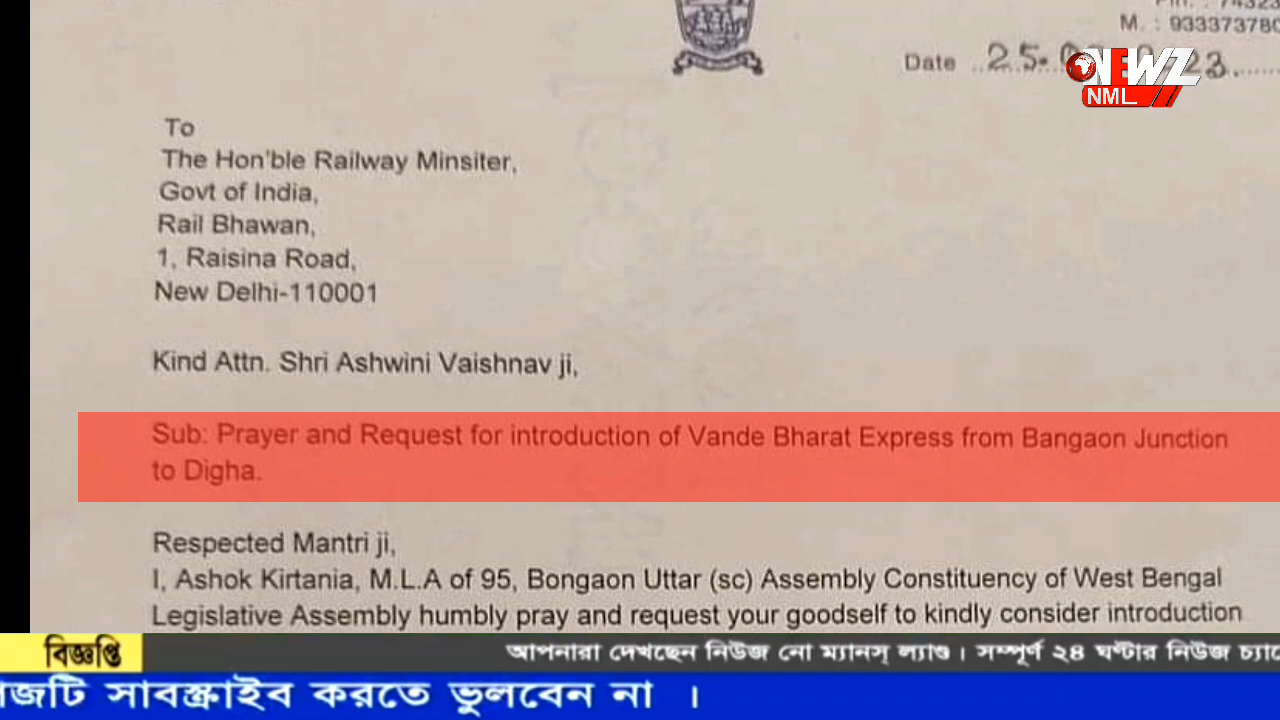 M. : 933373780
Date 25.
NEWZ
NML
To
The Hon'ble Railway Minsiter,
Govt of India,
Rail Bhawan,
1, Raisina Road,
New Delhi-110001
Kind Attn. Shri Ashwini Vaishnav ji,
Sub: Prayer and Request for introduction of Vande Bharat Express from Bangaon Junction
to Digha.
Respected Mantri ji,
I, Ashok Kirtania, M.L.A of 95, Bongaon Uttar (sc) Assembly Constituency of West Bengal
Legislative Assembly humbly pray and request your goodself to kindly consider introduction
বিজ্ঞপ্তি
আপনারা দেখছেন নিউজ নো ম্যানস্ ল্যাণ্ড । সম্পূর্ণ ২৪ ঘণ্টার নিউজ
সাবস্ক্রাইব করতে ভুলবেন না ।